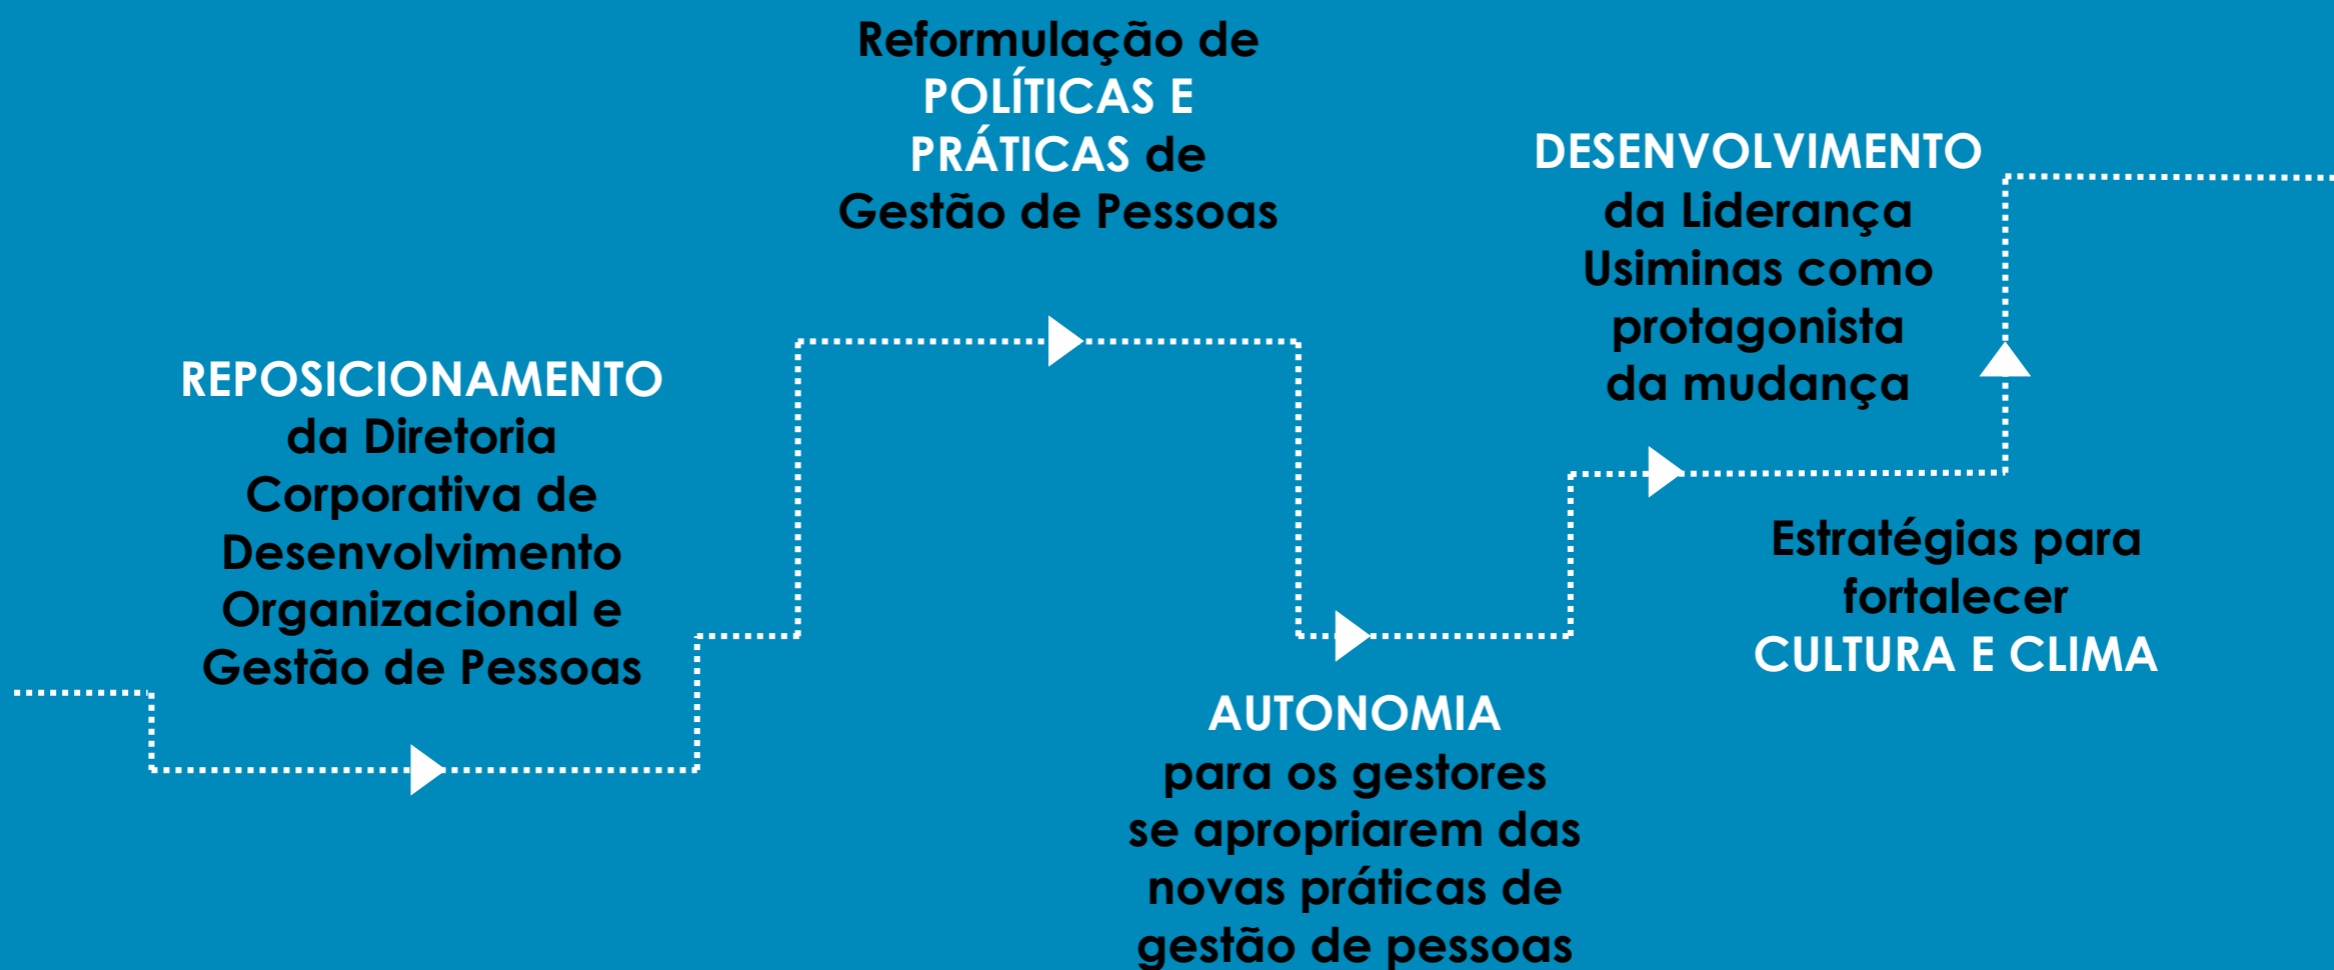 REPOSICIONAMENTO
da Diretoria
Corporativa de
Desenvolvimento
Organizacional e
Gestão de Pessoas
Reformulação de
POLÍTICAS E
PRÁTICAS de
Gestão de Pessoas
AUTONOMIA
para os gestores
se apropriarem das
novas práticas de
gestão de pessoas
DESENVOLVIMENTO
da Liderança
Usiminas como
protagonista
da mudança
Estratégias para
fortalecer
CULTURA E CLIMA